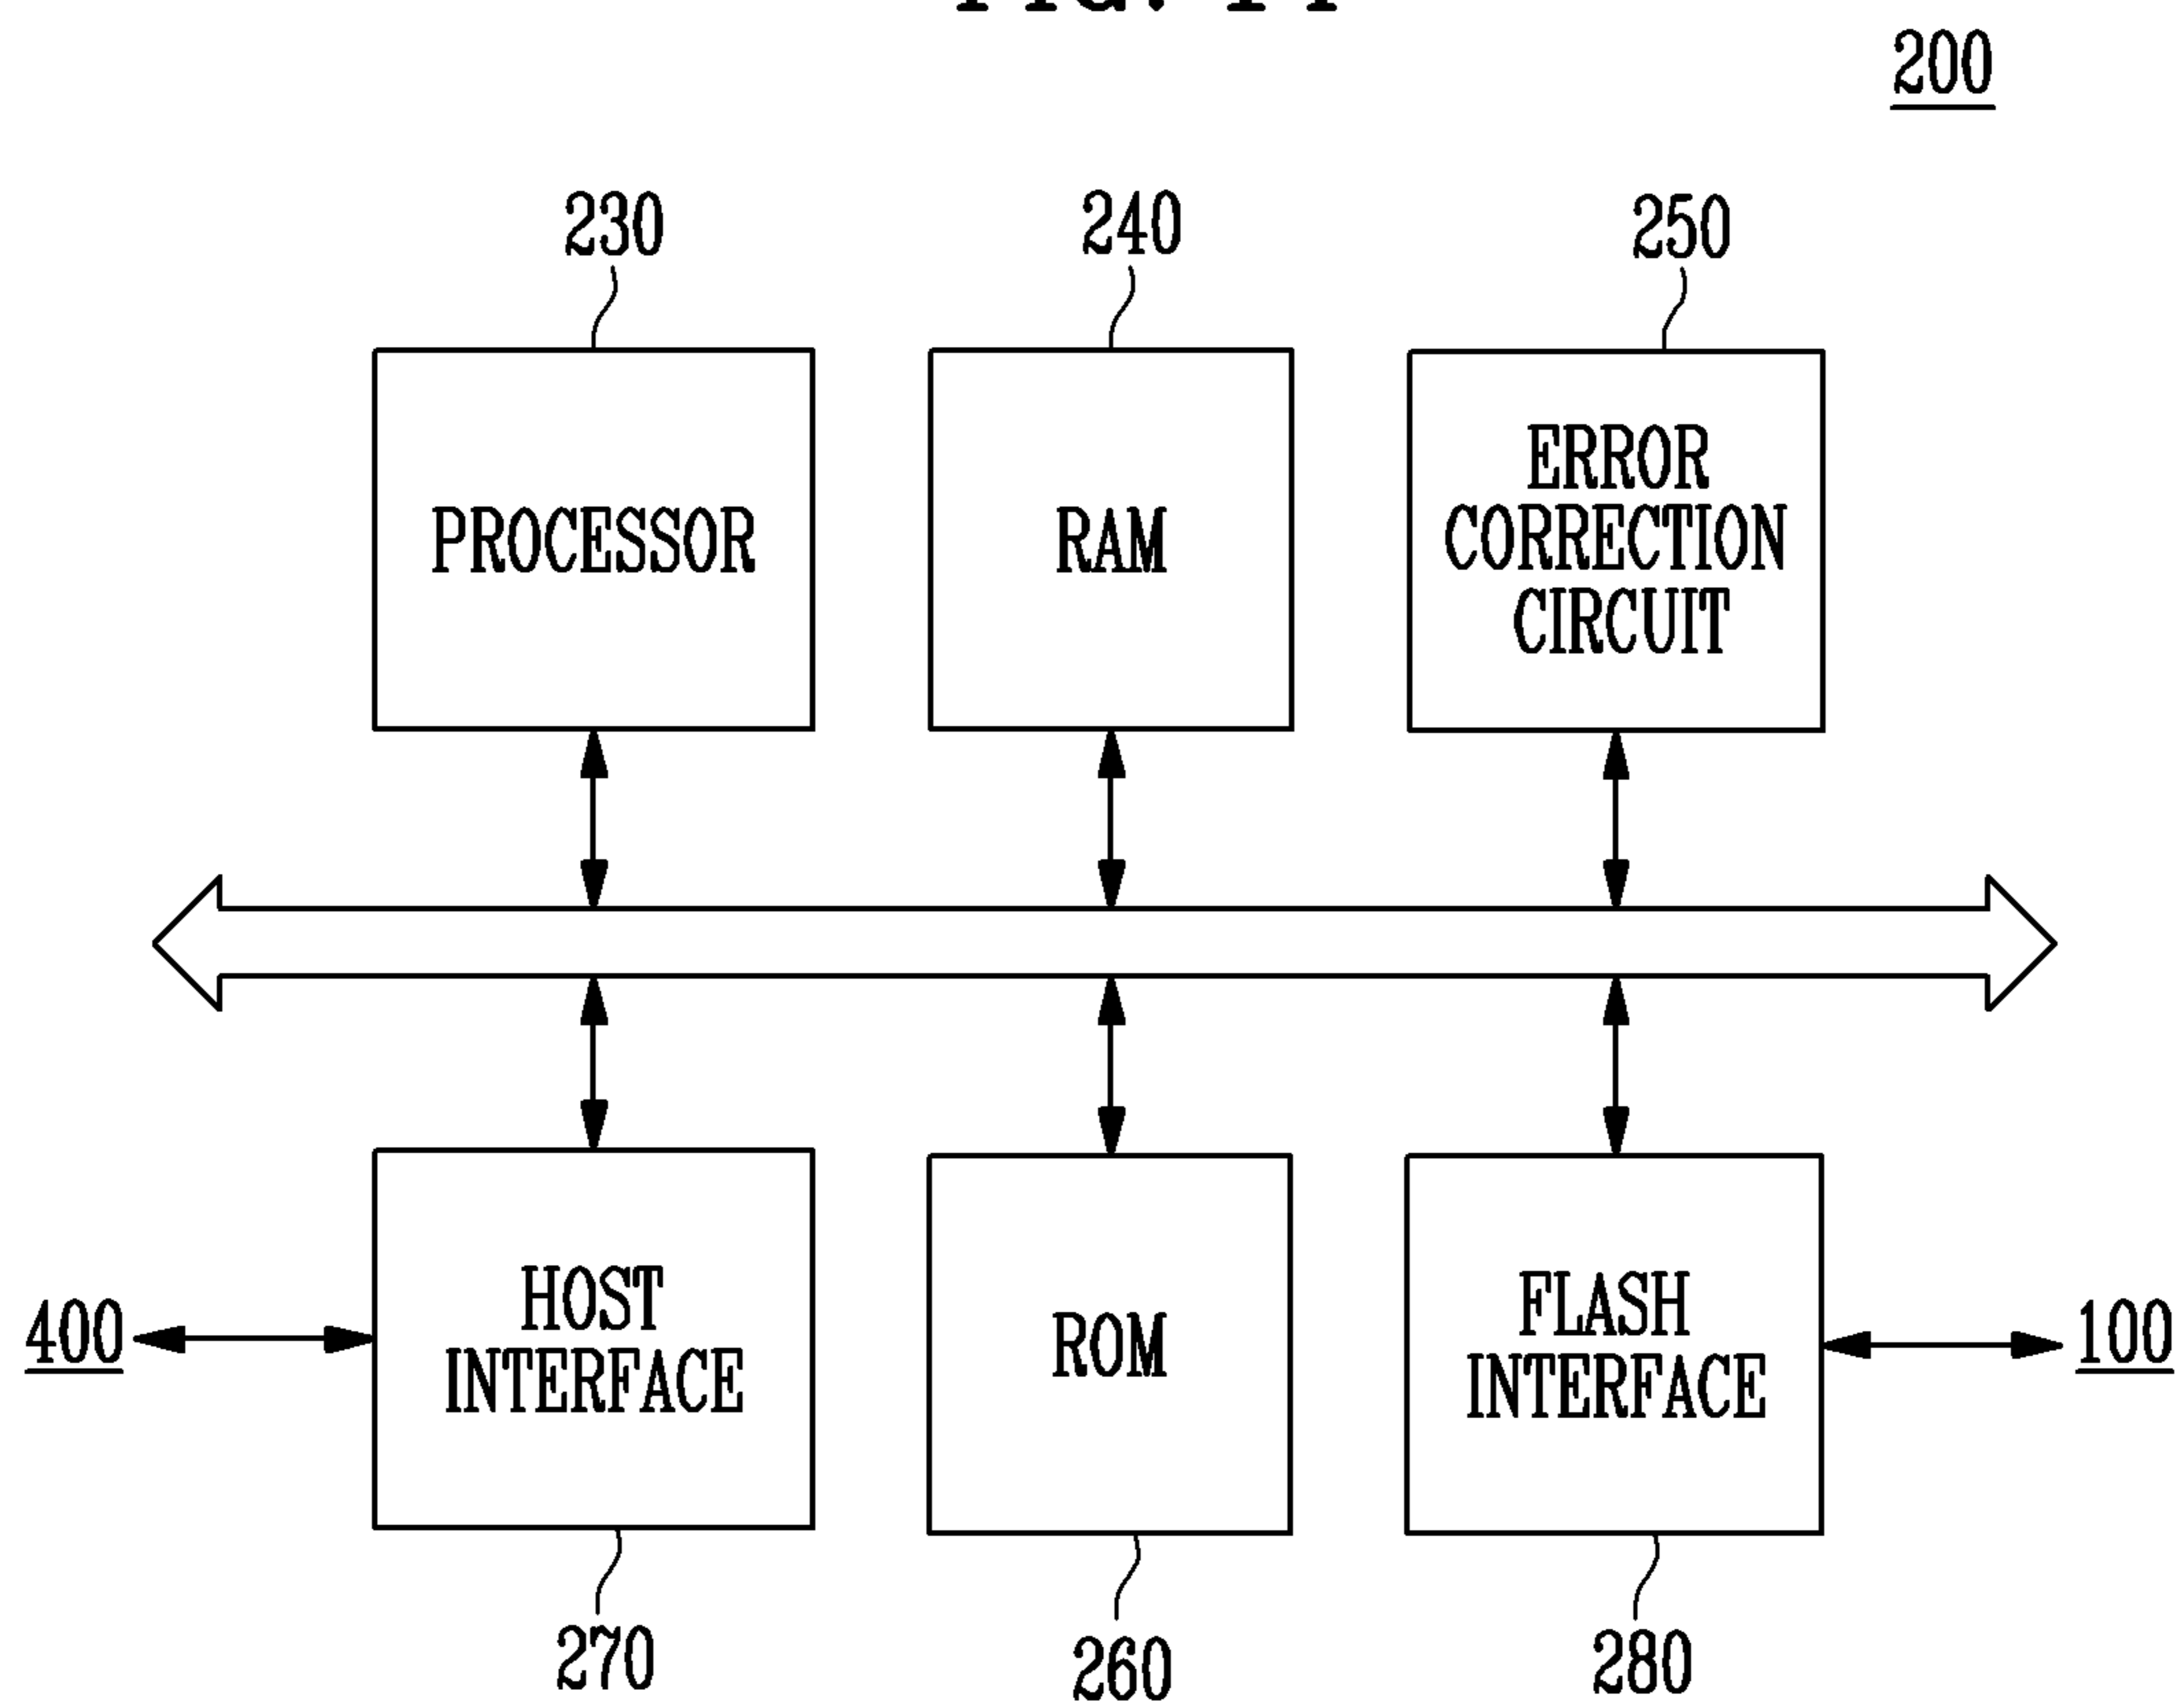 200
230
240
250
PROCESSOR
RAM
ERROR
CORRECTION
CIRCUIT
400
HOST
INTERFACE
ROM
FLASH
INTERFACE
100
270
260
280